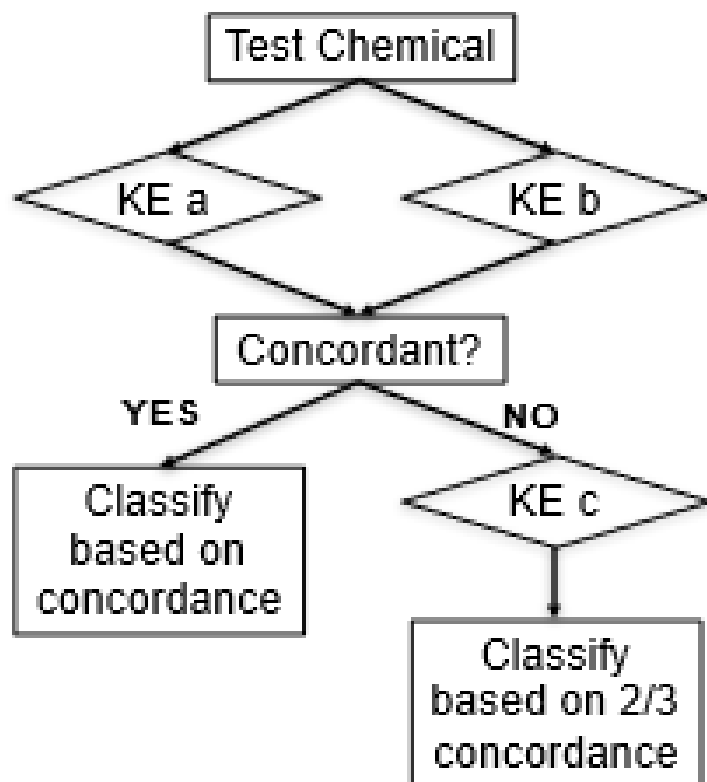 Test Chemical
KE a
KE b
Concordant?
YES
NO
Classify
based on
concordance
KE c
Classify
based on 2/3
concordance